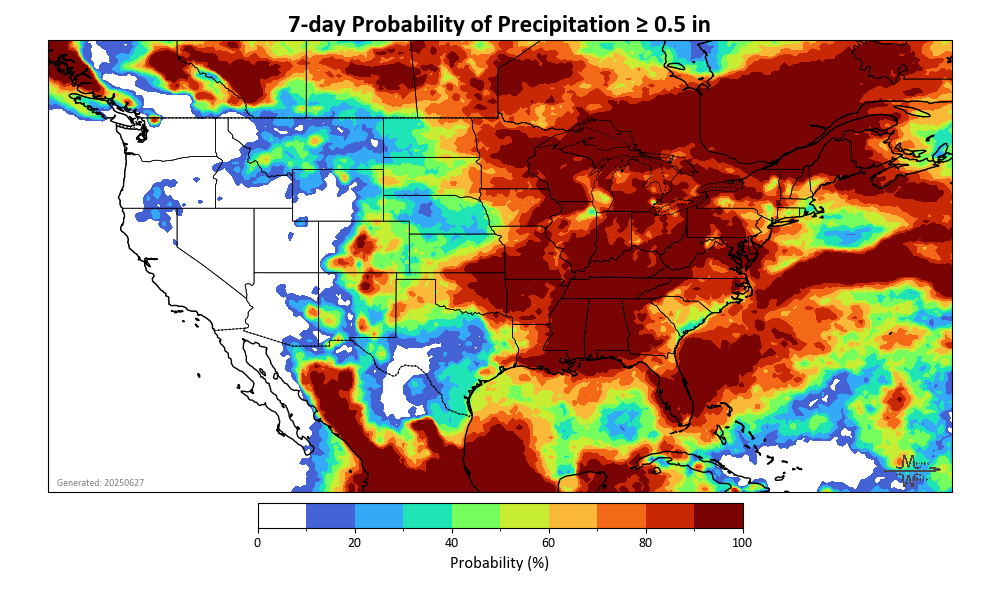 7-day Probability of Precipitation ≥ 0.5 in
Generated: 20250627
0 20 40 60 80 100
Probability (%)